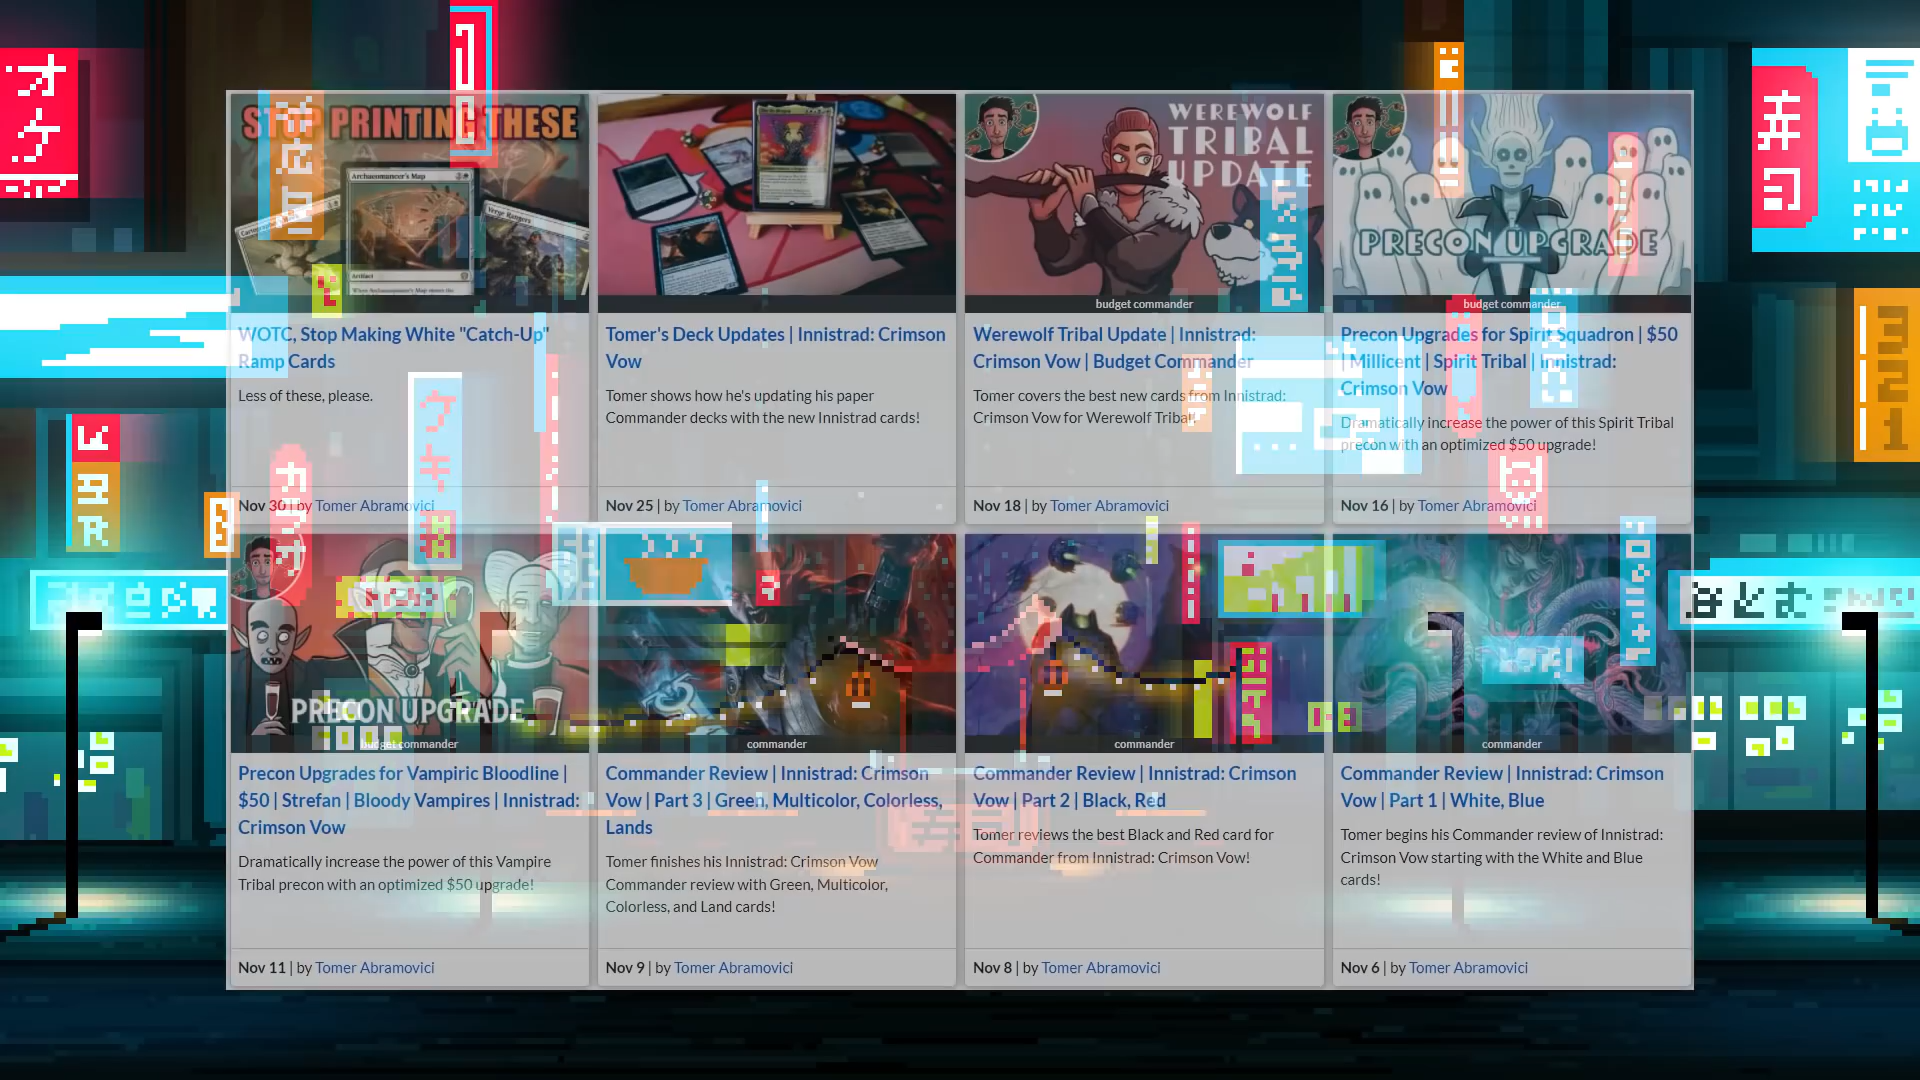 オケ
寿司
STOP PRINTING THESE
Archaeomancer's Map
Verge Rangers
Artifact
WOTC, Stop Making White "Catch-Up"
Ramp Cards
Less of these, please.
Nov 30 | by Tomer Abramovici
Tomer's Deck Updates | Innistrad: Crimson
Vow
Tomer shows how he's updating his paper
Commander decks with the new Innistrad cards!
Nov 25 | by Tomer Abramovici
WEREWOLF
TRIBAL
UPDATE
budget commander
Werewolf Tribal Update | Innistrad:
Crimson Vow | Budget Commander
Tomer covers the best new cards from Innistrad:
Crimson Vow for Werewolf Tribal.
Nov 18 | by Tomer Abramovici
PRECON UPGRADE
budget commander
Precon Upgrades for Spirit Squadron | $50
| Millicent | Spirit Tribal | Innistrad:
Crimson Vow
Dramatically increase the power of this Spirit Tribal
precon with an optimized $50 upgrade!
Nov 16 | by Tomer Abramovici
PRECON UPGRADE
budget commander
Precon Upgrades for Vampiric Bloodline |
$50 | Strefan | Bloody Vampires | Innistrad:
Crimson Vow
Dramatically increase the power of this Vampire
Tribal precon with an optimized $50 upgrade!
Nov 11 | by Tomer Abramovici
commander
Commander Review | Innistrad: Crimson
Vow | Part 3 | Green, Multicolor, Colorless,
Lands
Tomer finishes his Innistrad: Crimson Vow
Commander review with Green, Multicolor,
Colorless, and Land cards!
Nov 9 | by Tomer Abramovici
commander
Commander Review | Innistrad: Crimson
Vow | Part 2 | Black, Red
Tomer reviews the best Black and Red card for
Commander from Innistrad: Crimson Vow!
Nov 8 | by Tomer Abramovici
commander
Commander Review | Innistrad: Crimson
Vow | Part 1 | White, Blue
Tomer begins his Commander review of Innistrad:
Crimson Vow starting with the White and Blue
cards!
Nov 6 | by Tomer Abramovici